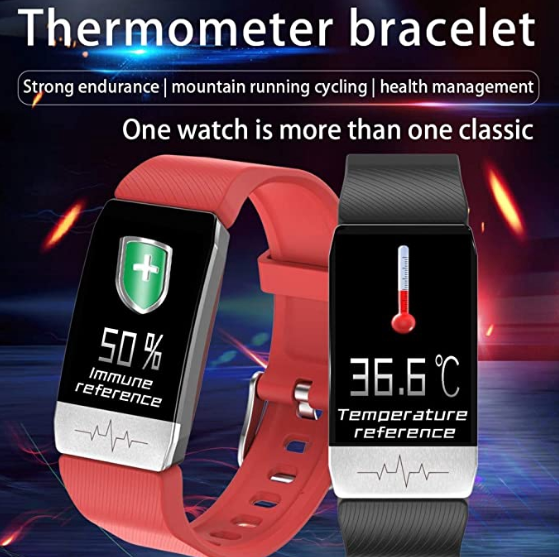 Thermometer bracelet
Strong endurance | mountain running cycling | health management
One watch is more than one classic
50 %
Immune
reference
36.6 ℃
Temperature
reference